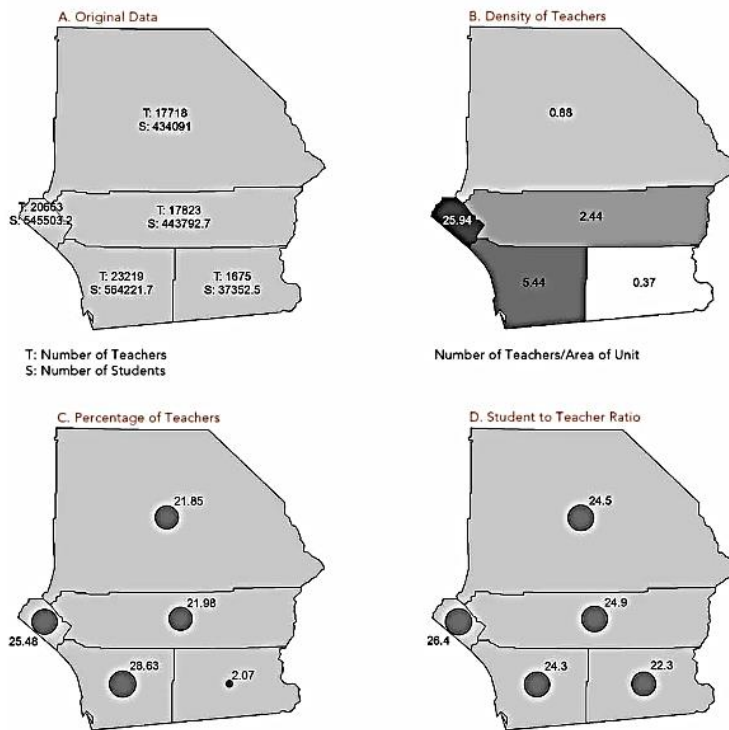 A. Original Data
T: 17718
S: 434091
T: 20663
S: 545503.2
T: 17823
S: 443792.7
T: 23219
S: 564221.7
T: 1675
S: 37352.5
T: Number of Teachers
S: Number of Students
B. Density of Teachers
0.88
25.94
2.44
5.44
0.37
Number of Teachers/Area of Unit
C. Percentage of Teachers
21.85
21.98
25.48
28.63
2.07
D. Student to Teacher Ratio
24.5
24.9
26.4
24.3
22.3